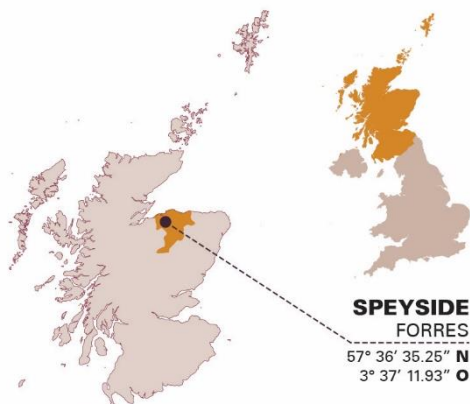 SPEYSIDE
FORRES
57° 36’ 35.25” N
3° 37’ 11.93” O